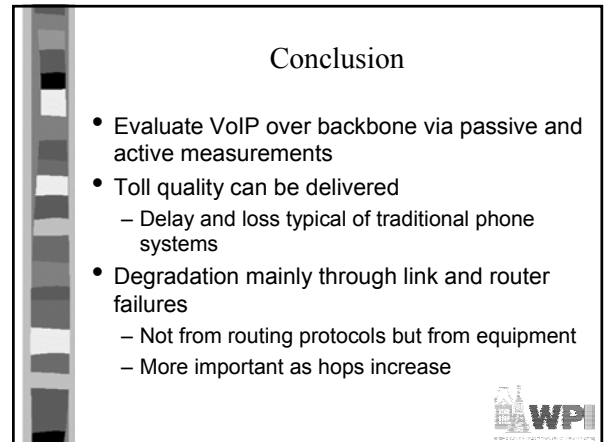 Conclusion
• Evaluate VoIP over backbone via passive and
active measurements
• Toll quality can be delivered
– Delay and loss typical of traditional phone
systems
• Degradation mainly through link and router
failures
– Not from routing protocols but from equipment
– More important as hops increase
WPI